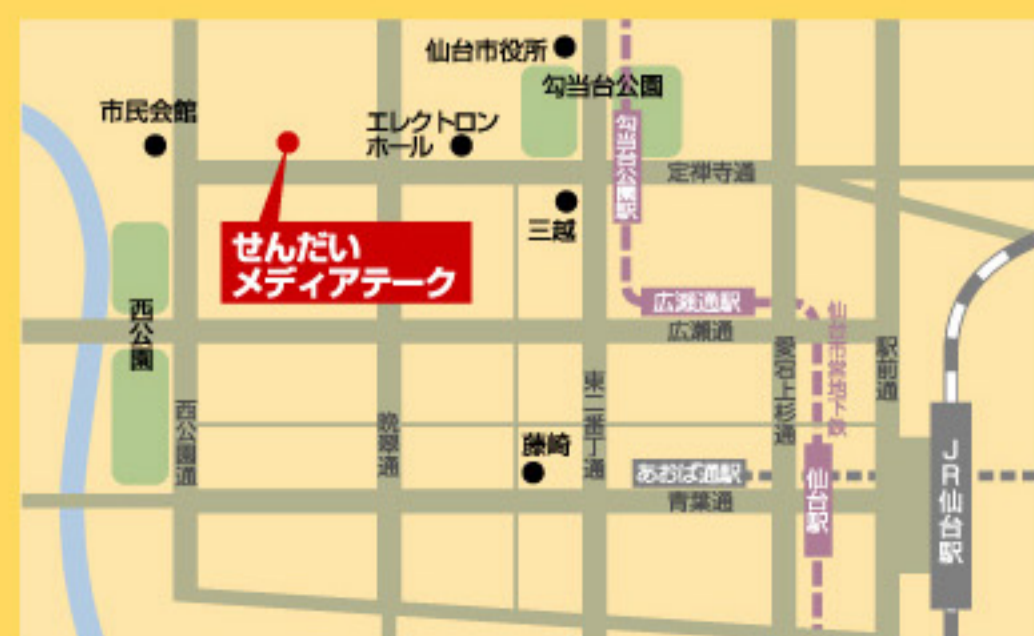 仙台市役所
勾当台公園
市民会館
エレクトロン
ホール
勾当台公園駅
定禅寺通
三越
せんだい
メディアテーク
広瀬通駅
広瀬通
仙台市営地下鉄
西公園
愛石上杉通
駅前通
東二番丁通
西公園通
晩翠通
藤崎
あおば通駅
青葉通
仙台駅
JR仙台駅